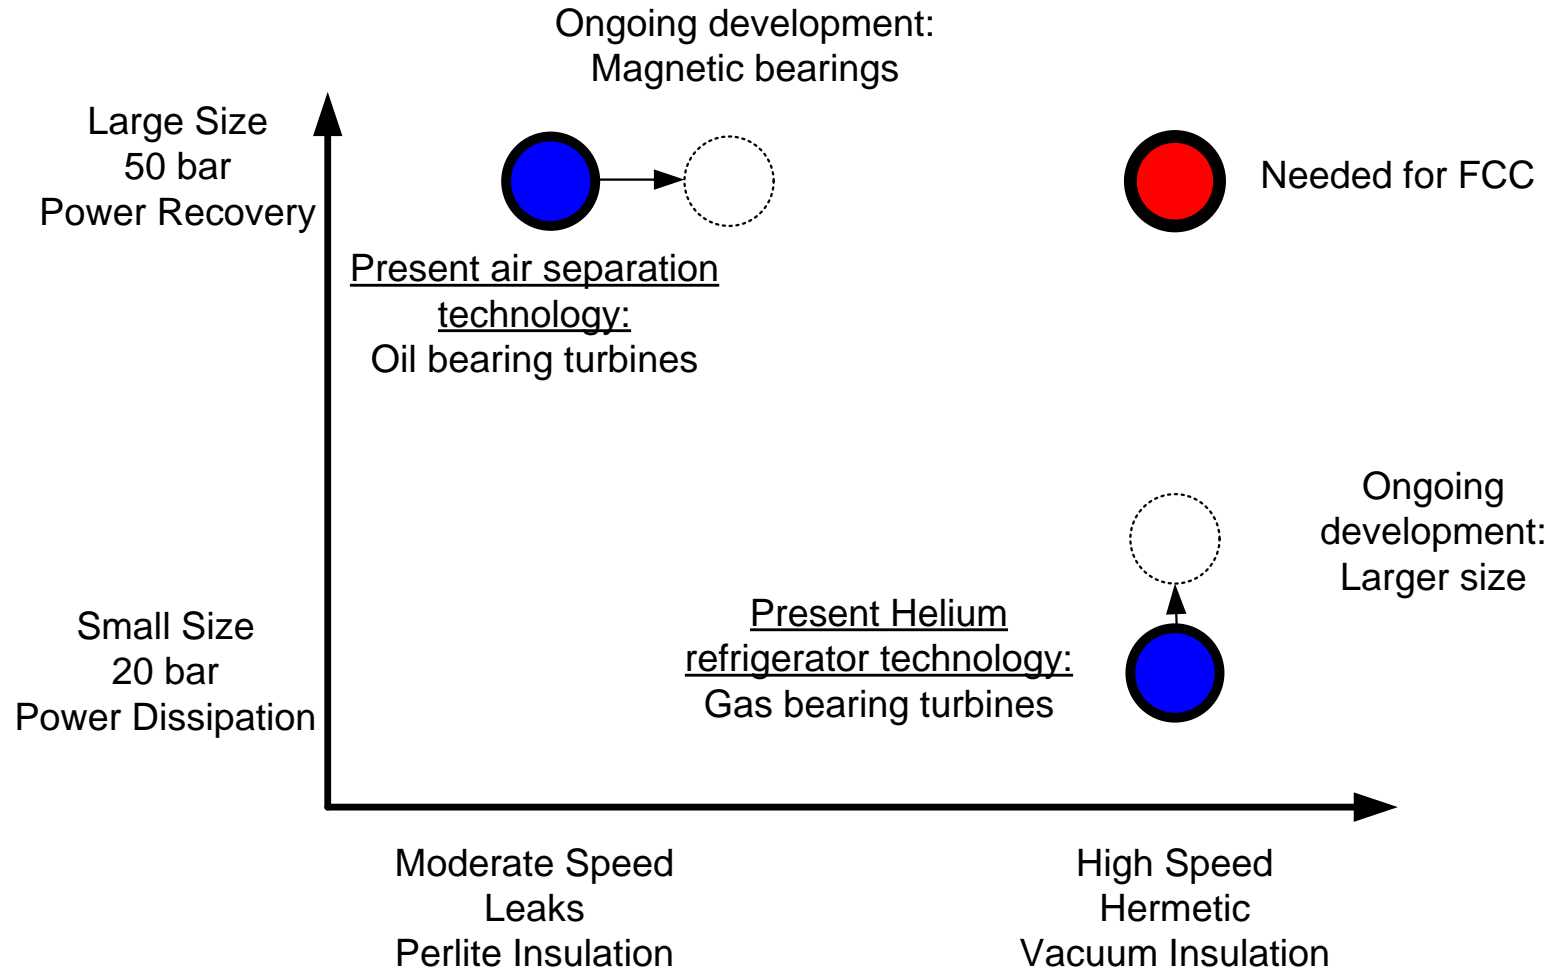 Ongoing development:
Magnetic bearings
Large Size
50 bar
Power Recovery
Needed for FCC
Present air separation
technology:
Oil bearing turbines
Ongoing
development:
Larger size
Small Size
20 bar
Power Dissipation
Present Helium
refrigerator technology:
Gas bearing turbines
Moderate Speed
Leaks
Perlite Insulation
High Speed
Hermetic
Vacuum Insulation